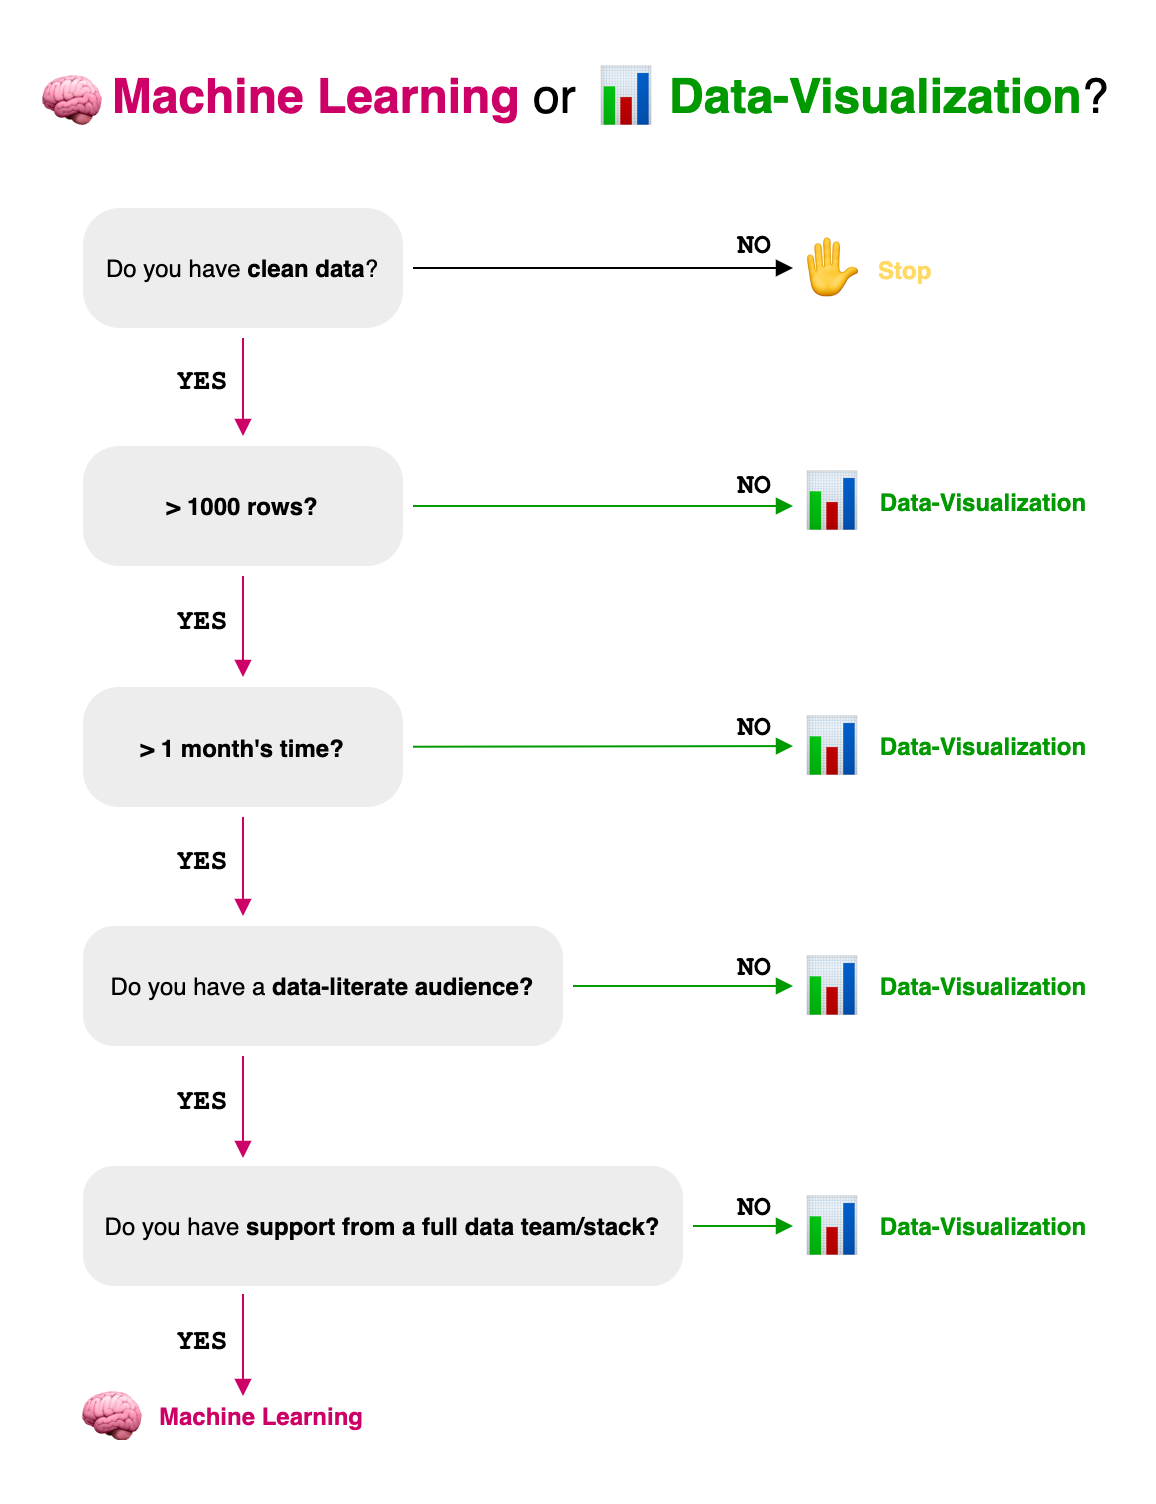 Machine Learning or Data-Visualization?
Do you have clean data?
NO
Stop
YES
> 1000 rows?
NO
Data-Visualization
YES
> 1 month's time?
NO
Data-Visualization
YES
Do you have a data-literate audience?
NO
Data-Visualization
YES
Do you have support from a full data team/stack?
NO
Data-Visualization
YES
Machine Learning